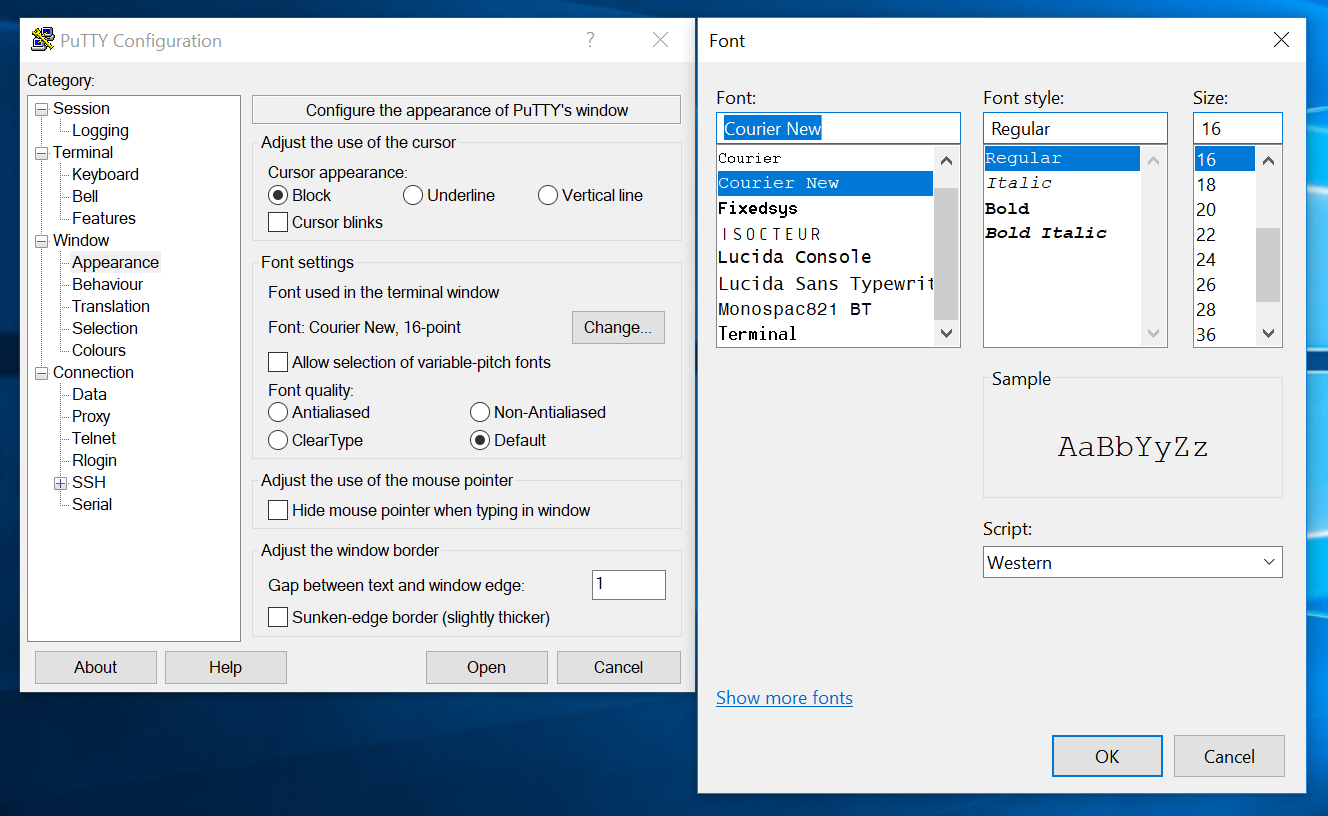 PuTTY Configuration
?
Category:
Session
Logging
Terminal
Keyboard
Bell
Features
Window
Appearance
Behaviour
Translation
Selection
Colours
Connection
Data
Proxy
Telnet
Rlogin
SSH
Serial
Configure the appearance of PuTTY's window
Adjust the use of the cursor
Cursor appearance:
Block Underline Vertical line
Cursor blinks
Font settings
Font used in the terminal window
Font: Courier New, 16-point Change...
Allow selection of variable-pitch fonts
Font quality:
Antialiased Non-Antialiased
ClearType Default
Adjust the use of the mouse pointer
Hide mouse pointer when typing in window
Adjust the window border
Gap between text and window edge: 1
Sunken-edge border (slightly thicker)
About Help Open Cancel
Font
Font:
Courier New
Courier
Courier New
Fixedsys
ISOCTEUR
Lucida Console
Lucida Sans Typewrit
Monospac821 BT
Terminal
Font style:
Regular
Regular
Italic
Bold
Bold Italic
Size:
16
16
18
20
22
24
26
28
36
Sample
AaBbYyZz
Script:
Western
Show more fonts
OK Cancel